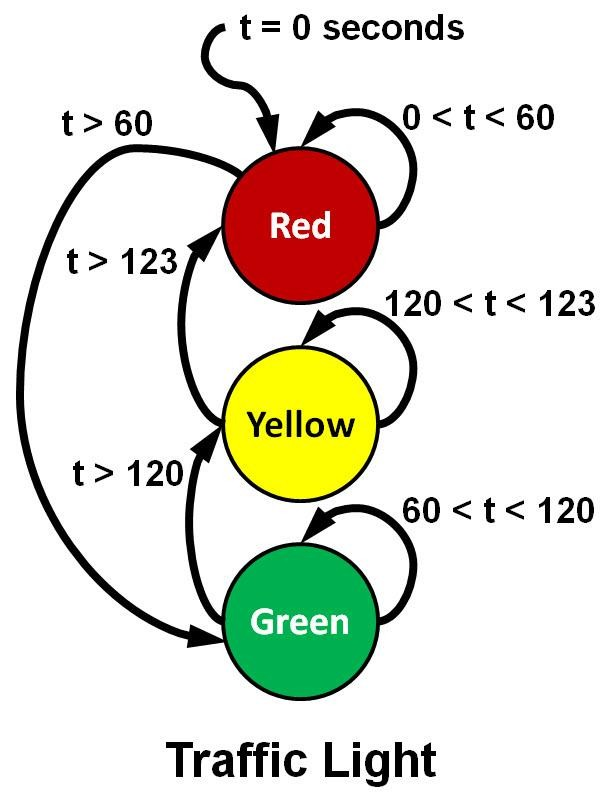 t = 0 seconds
t > 60
0 < t < 60
Red
t > 123
120 < t < 123
Yellow
t > 120
60 < t < 120
Green
Traffic Light